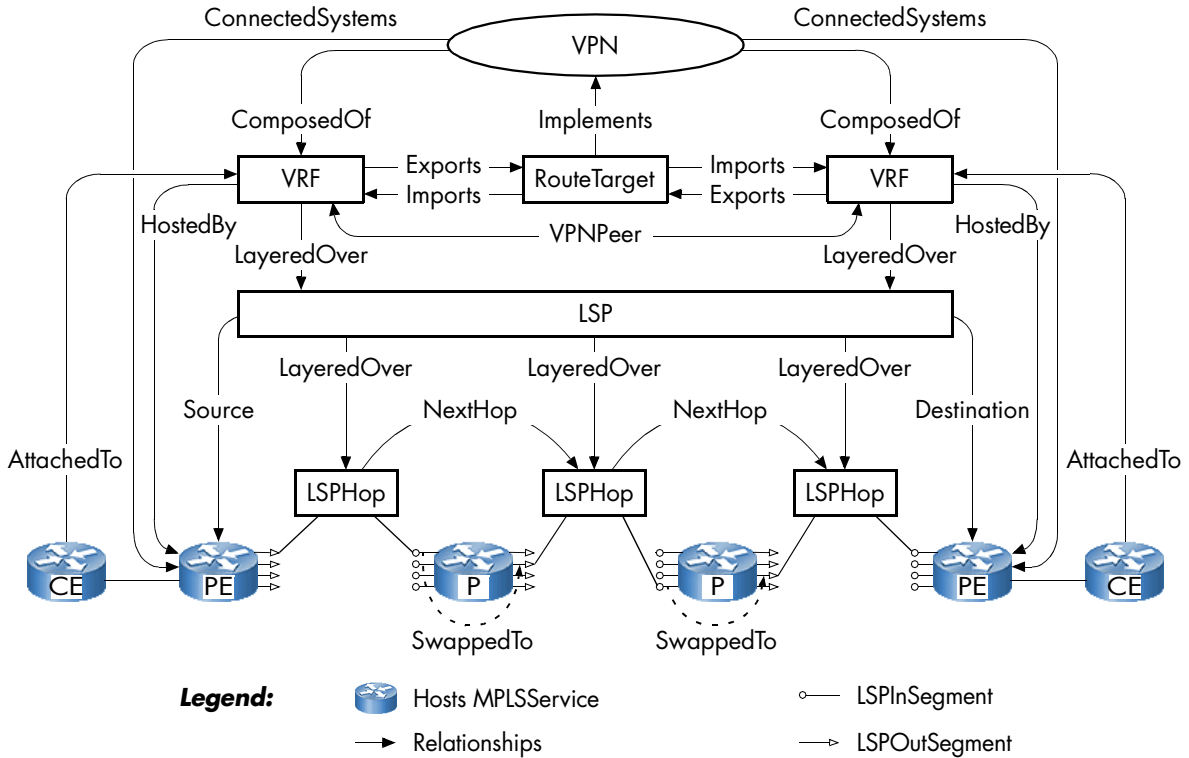 ConnectedSystems
ConnectedSystems
VPN
ComposedOf
Implements
ComposedOf
VRF
Exports
Imports
RouteTarget
Imports
Exports
VRF
HostedBy
VPNPeer
HostedBy
LayeredOver
LayeredOver
LSP
LayeredOver
LayeredOver
LayeredOver
Source
NextHop
NextHop
Destination
AttachedTo
AttachedTo
LSPHop
LSPHop
LSPHop
CE
PE
P
P
PE
CE
SwappedTo
SwappedTo
Legend:
Hosts MPLSService
LSPInSegment
Relationships
LSPOutSegment